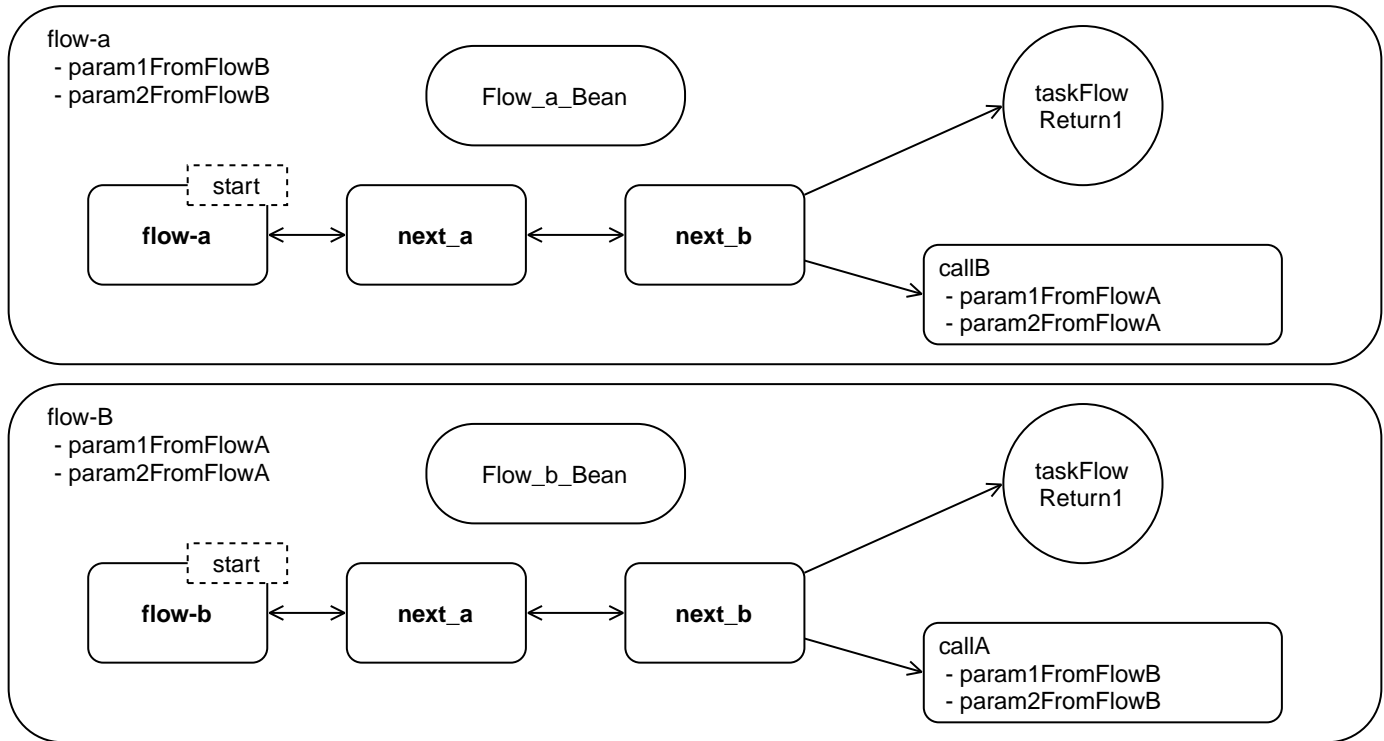 flow-a
- param1FromFlowB
- param2FromFlowB
Flow_a_Bean
taskFlow
Return1
start
flow-a
next_a
next_b
callB
- param1FromFlowA
- param2FromFlowA
flow-B
- param1FromFlowA
- param2FromFlowA
Flow_b_Bean
taskFlow
Return1
start
flow-b
next_a
next_b
callA
- param1FromFlowB
- param2FromFlowB